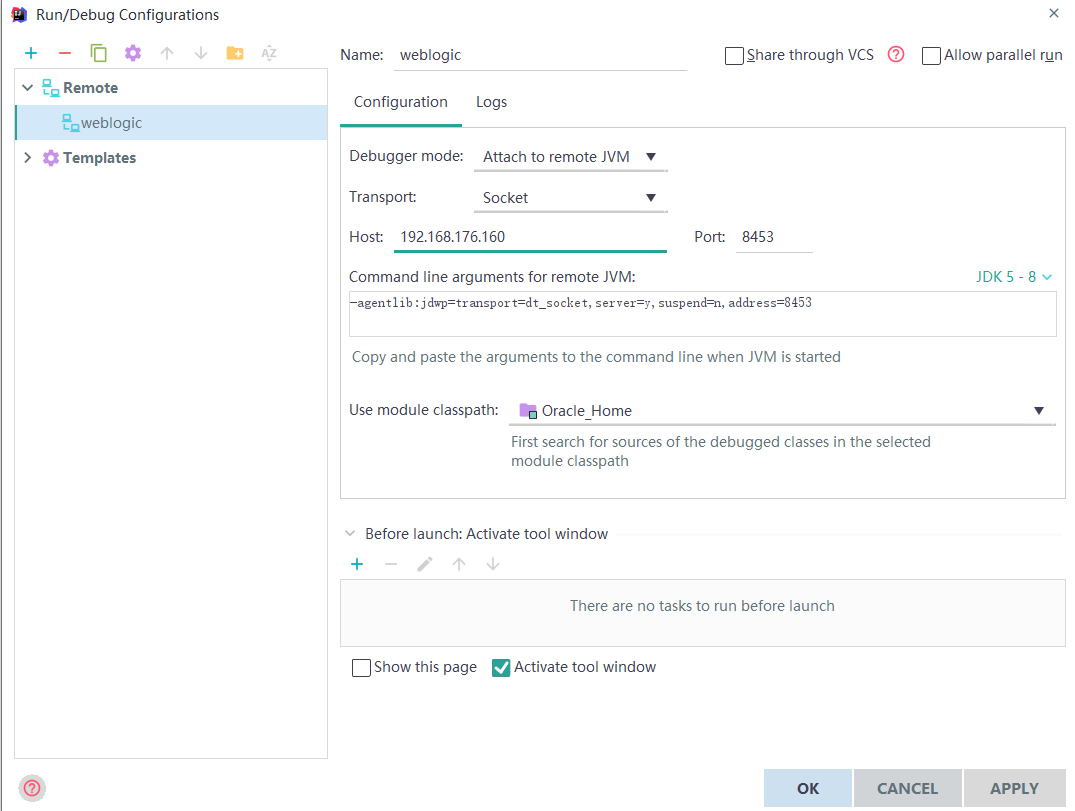 Run/Debug Configurations
Name: weblogic
Share through VCS
Allow parallel run
Remote
weblogic
Templates
Configuration Logs
Debugger mode: Attach to remote JVM
Transport: Socket
Host: 192.168.176.160 Port: 8453
Command line arguments for remote JVM: JDK 5 - 8
-agentlib:jdwp=transport=dt_socket,server=y,suspend=n,address=8453
Copy and paste the arguments to the command line when JVM is started
Use module classpath: Oracle_Home
First search for sources of the debugged classes in the selected
module classpath
Before launch: Activate tool window
There are no tasks to run before launch
Show this page Activate tool window
OK CANCEL APPLY